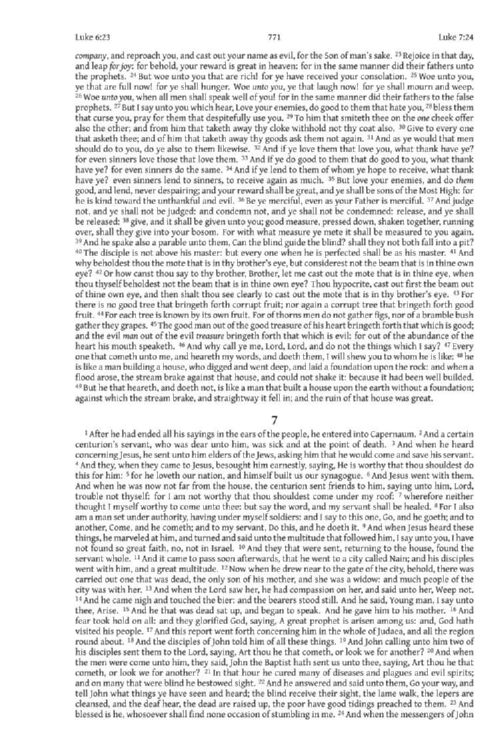 Luke 6:23 771 Luke 7:24
company, and reproach you, and cast out your name as evil, for the Son of man's sake. 23 Rejoice in that day,
and leap for joy: for behold, your reward is great in heaven: for in the same manner did their fathers unto
the prophets. 24 But woe unto you that are rich! for ye have received your consolation. 25 Woe unto you,
ye that are full now! for ye shall hunger. Woe unto you, ye that laugh now! for ye shall mourn and weep.
26 Woe unto you, when all men shall speak well of you! for in the same manner did their fathers to the false
prophets. 27 But I say unto you which hear, Love your enemies, do good to them that hate you, 28 bless them
that curse you, pray for them that despitefully use you. 29 To him that smiteth thee on the one cheek offer
also the other; and from him that taketh away thy cloke withhold not thy coat also. 30 Give to every one
that asketh thee; and of him that taketh away thy goods ask them not again. 31 And as ye would that men
should do to you, do ye also to them likewise. 32 And if ye love them that love you, what thank have ye?
for even sinners love those that love them. 33 And if ye do good to them that do good to you, what thank
have ye? for even sinners do the same. 34 And if ye lend to them of whom ye hope to receive, what thank
have ye? even sinners lend to sinners, to receive again as much. 35 But love your enemies, and do them
good, and lend, never despairing; and your reward shall be great, and ye shall be sons of the Most High: for
he is kind toward the unthankful and evil. 36 Be ye merciful, even as your Father is merciful. 37 And judge
not, and ye shall not be judged: and condemn not, and ye shall not be condemned: release, and ye shall
be released: 38 give, and it shall be given unto you; good measure, pressed down, shaken together, running
over, shall they give into your bosom. For with what measure ye mete it shall be measured to you again.
39 And he spake also a parable unto them, Can the blind guide the blind? shall they not both fall into a pit?
40 The disciple is not above his master: but every one when he is perfected shall be as his master. 41 And
why beholdest thou the mote that is in thy brother's eye, but considerest not the beam that is in thine own
eye? 42 Or how canst thou say to thy brother, Brother, let me cast out the mote that is in thine eye, when
thou thyself beholdest not the beam that is in thine own eye? Thou hypocrite, cast out first the beam out
of thine own eye, and then shalt thou see clearly to cast out the mote that is in thy brother's eye. 43 For
there is no good tree that bringeth forth corrupt fruit; nor again a corrupt tree that bringeth forth good
fruit. 44 For each tree is known by its own fruit. For of thorns men do not gather figs, nor of a bramble bush
gather they grapes. 45 The good man out of the good treasure of his heart bringeth forth that which is good;
and the evil man out of the evil treasure bringeth forth that which is evil: for out of the abundance of the
heart his mouth speaketh. 46 And why call ye me, Lord, Lord, and do not the things which I say? 47 Every
one that cometh unto me, and heareth my words, and doeth them, I will shew you to whom he is like: 48 he
is like a man building a house, who digged and went deep, and laid a foundation upon the rock: and when a
flood arose, the stream brake against that house, and could not shake it: because it had been well builded.
49 But he that heareth, and doeth not, is like a man that built a house upon the earth without a foundation;
against which the stream brake, and straightway it fell in; and the ruin of that house was great.
7
1 After he had ended all his sayings in the ears of the people, he entered into Capernaum. 2 And a certain
centurion's servant, who was dear unto him, was sick and at the point of death. 3 And when he heard
concerning Jesus, he sent unto him elders of the Jews, asking him that he would come and save his servant.
4 And they, when they came to Jesus, besought him earnestly, saying, He is worthy that thou shouldest do
this for him: 5 for he loveth our nation, and himself built us our synagogue. 6 And Jesus went with them.
And when he was now not far from the house, the centurion sent friends to him, saying unto him, Lord,
trouble not thyself: for I am not worthy that thou shouldest come under my roof: 7 wherefore neither
thought I myself worthy to come unto thee: but say the word, and my servant shall be healed. 8 For I also
am a man set under authority, having under myself soldiers: and I say to this one, Go, and he goeth; and to
another, Come, and he cometh; and to my servant, Do this, and he doeth it. 9 And when Jesus heard these
things, he marveled at him, and turned and said unto the multitude that followed him, I say unto you, I have
not found so great faith, no, not in Israel. 10 And they that were sent, returning to the house, found the
servant whole. 11 And it came to pass soon afterwards, that he went to a city called Nain; and his disciples
went with him, and a great multitude. 12 Now when he drew near to the gate of the city, behold, there was
carried out one that was dead, the only son of his mother, and she was a widow: and much people of the
city was with her. 13 And when the Lord saw her, he had compassion on her, and said unto her, Weep not.
14 And he came nigh and touched the bier: and the bearers stood still. And he said, Young man, I say unto
thee, Arise. 15 And he that was dead sat up, and began to speak. And he gave him to his mother. 16 And
fear took hold on all: and they glorified God, saying, A great prophet is arisen among us: and, God hath
visited his people. 17 And this report went forth concerning him in the whole of Judaea, and all the region
round about. 18 And the disciples of John told him of all these things. 19 And John calling unto him two of
his disciples sent them to the Lord, saying, Art thou he that cometh, or look we for another? 20 And when
the men were come unto him, they said, John the Baptist hath sent us unto thee, saying, Art thou he that
cometh, or look we for another? 21 In that hour he cured many of diseases and plagues and evil spirits;
and on many that were blind he bestowed sight. 22 And he answered and said unto them, Go your way, and
tell John what things ye have seen and heard; the blind receive their sight, the lame walk, the lepers are
cleansed, and the deaf hear, the dead are raised up, the poor have good tidings preached to them. 23 And
blessed is he, whosoever shall find none occasion of stumbling in me. 24 And when the messengers of John